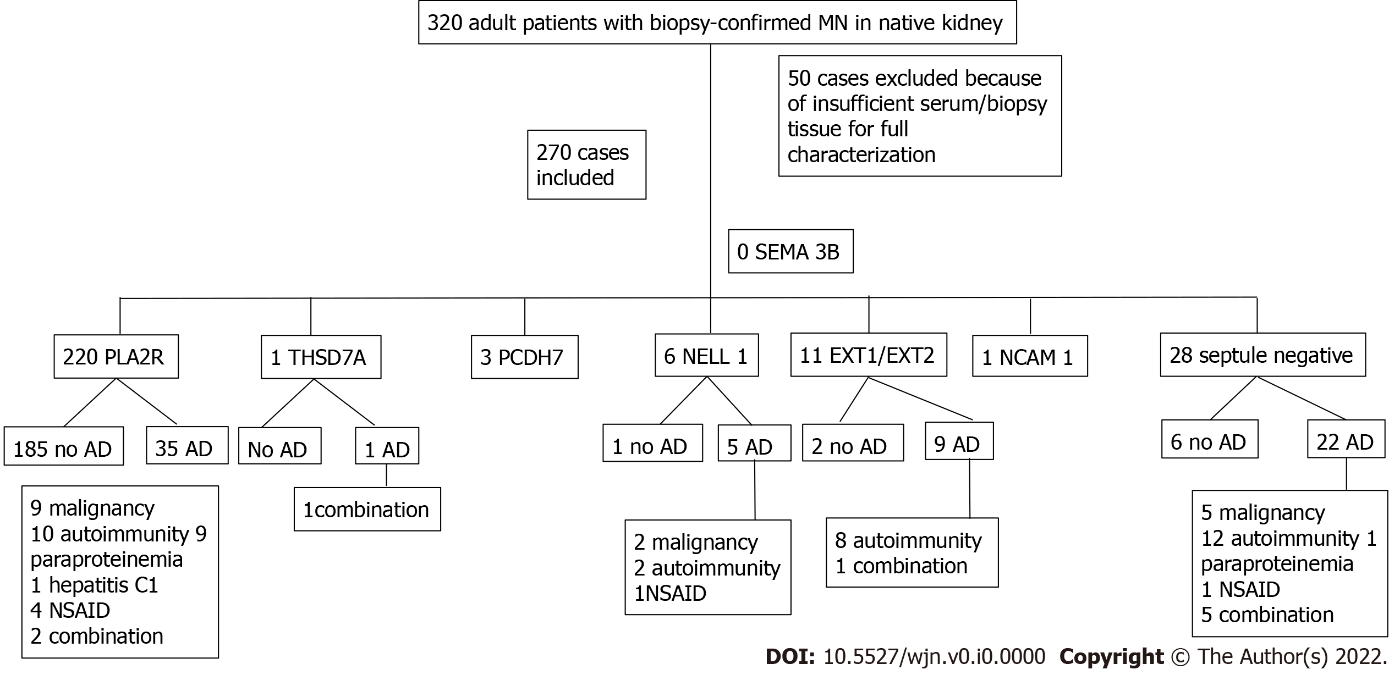 320 adult patients with biopsy-confirmed MN in native kidney
50 cases excluded because
of insufficient serum/biopsy
tissue for full
characterization
270 cases
included
0 SEMA 3B
220 PLA2R
1 THSD7A
3 PCDH7
6 NELL 1
11 EXT1/EXT2
1 NCAM 1
28 septule negative
185 no AD
35 AD
No AD
1 AD
1 no AD
5 AD
2 no AD
9 AD
6 no AD
22 AD
9 malignancy
10 autoimmunity 9
paraproteinemia
1 hepatitis C1
4 NSAID
2 combination
1combination
2 malignancy
2 autoimmunity
1NSAID
8 autoimmunity
1 combination
5 malignancy
12 autoimmunity 1
paraproteinemia
1 NSAID
5 combination
DOI: 10.5527/wjn.v0.i0.0000 Copyright © The Author(s) 2022.